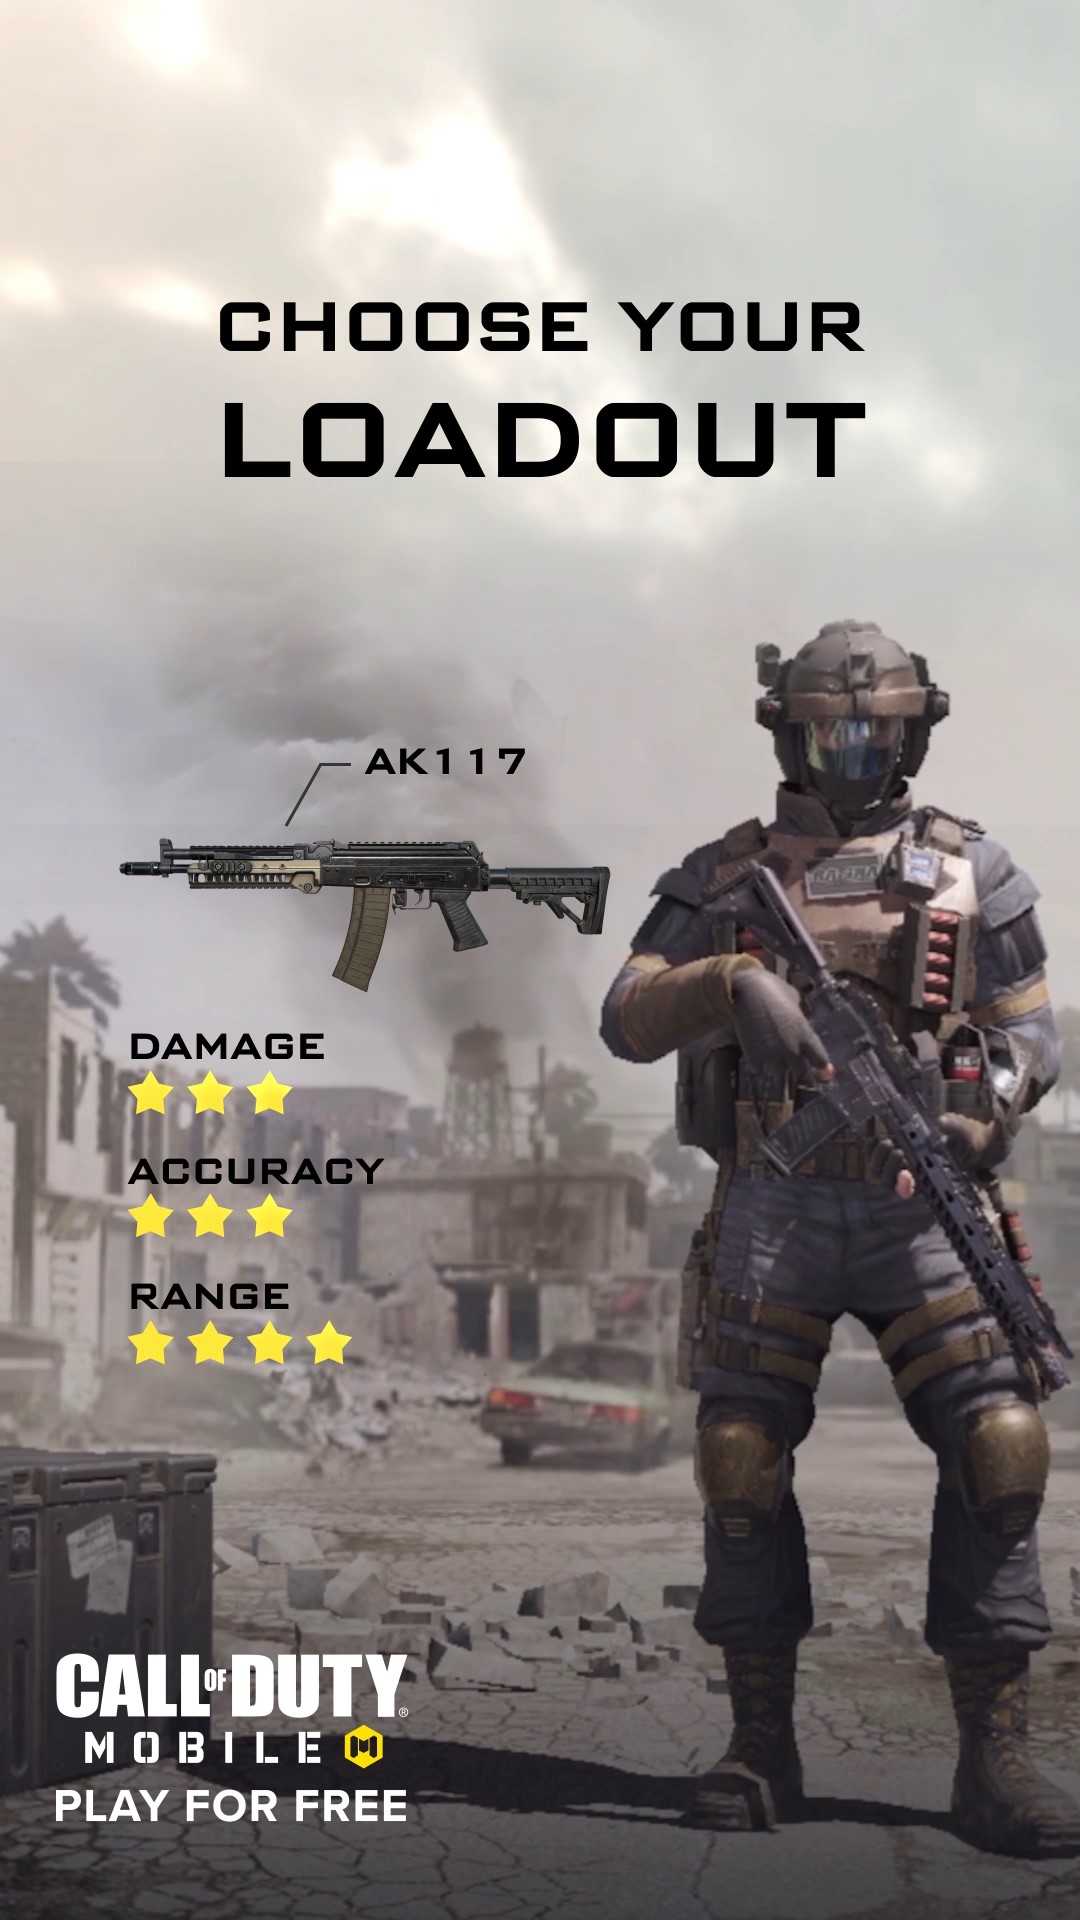 CHOOSE YOUR
LOADOUT
AK117
DAMAGE
ACCURACY
RANGE
CALL OF DUTY®
MOBILE
PLAY FOR FREE